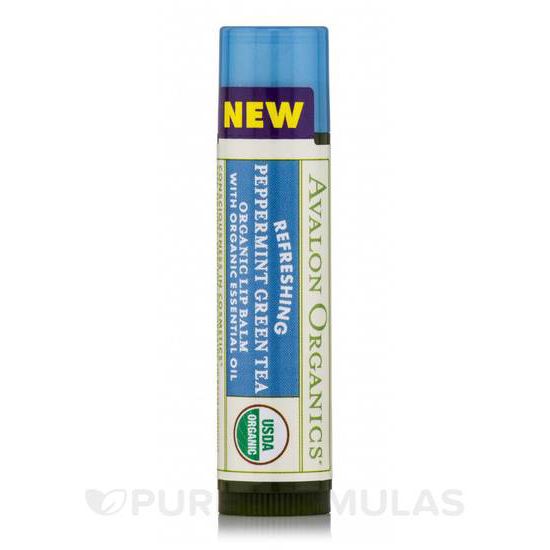 NEW
AVALON ORGANICS®
REFRESHING
PEPPERMINT GREEN TEA
ORGANIC LIP BALM
WITH ORGANIC ESSENTIAL OIL
CONSCIOUSNESS IN COSMETICS®
USDA
ORGANIC